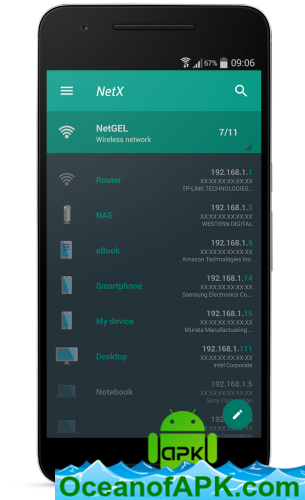 67% 09:06
NetX
NetGEL 7/11
Wireless network
Router 192.168.1.1
XX:XX:XX:XX:XX:XX
TP-LINK TECHNOLOGIES...
NAS 192.168.1.3
XX:XX:XX:XX:XX:XX
WESTERN DIGITAL
eBook 192.168.1.9
XX:XX:XX:XX:XX:XX
Amazon Technologies Inc.
Smartphone 192.168.1.14
XX:XX:XX:XX:XX:XX
Samsung Electronics Co....
My device 192.168.1.15
XX:XX:XX:XX:XX:XX
Murata Manufactuaring...
Desktop 192.168.1.111
XX:XX:XX:XX:XX:XX
Intel Corporate
Notebook 192.168.1.5
XX:XX:XX:XX:XX:XX
Sony Corporation
apk
OceanofAPK.com